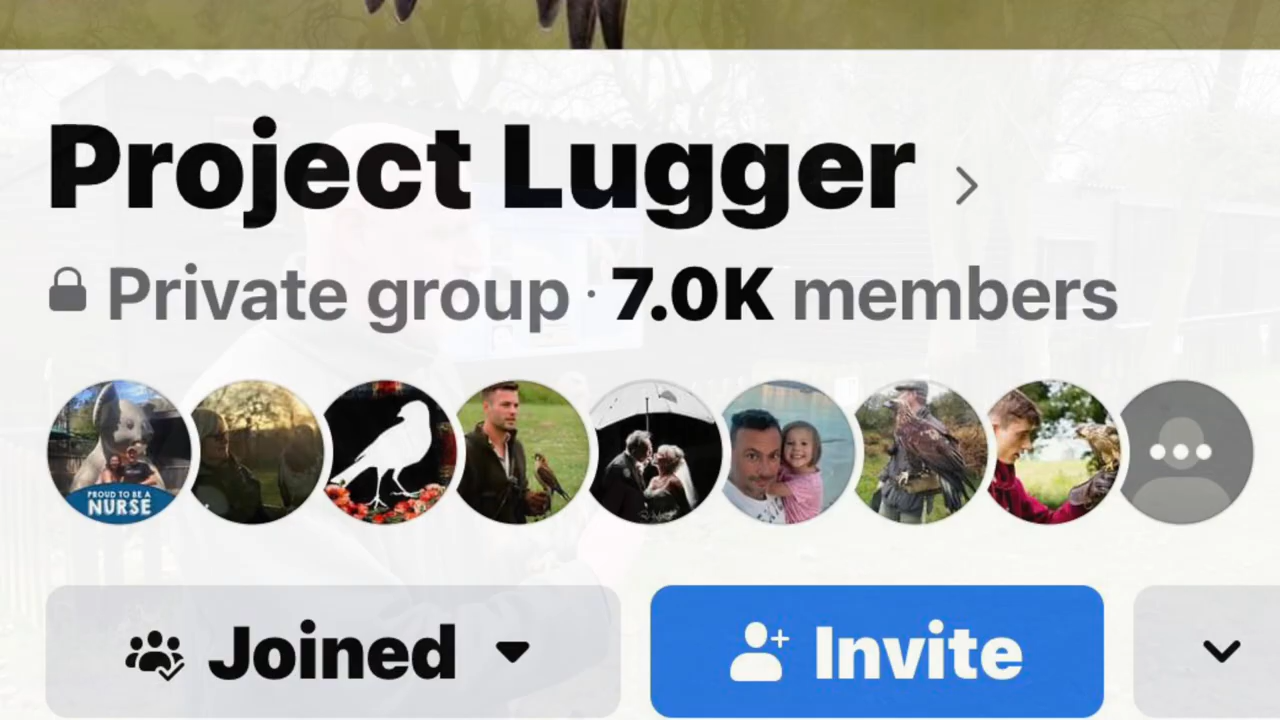 Project Lugger
Private group · 7.0K members
PROUD TO BE A
NURSE
Joined
Invite